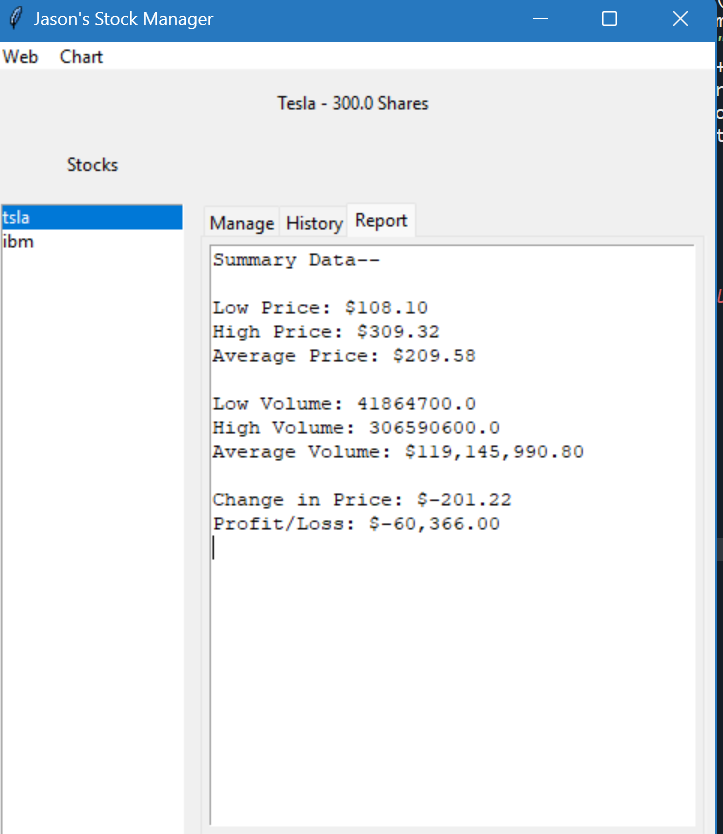 Jason's Stock Manager
Web Chart
Tesla - 300.0 Shares
Stocks
tsla
ibm
Manage History Report
Summary Data--
Low Price: $108.10
High Price: $309.32
Average Price: $209.58
Low Volume: 41864700.0
High Volume: 306590600.0
Average Volume: $119,145,990.80
Change in Price: $-201.22
Profit/Loss: $-60,366.00